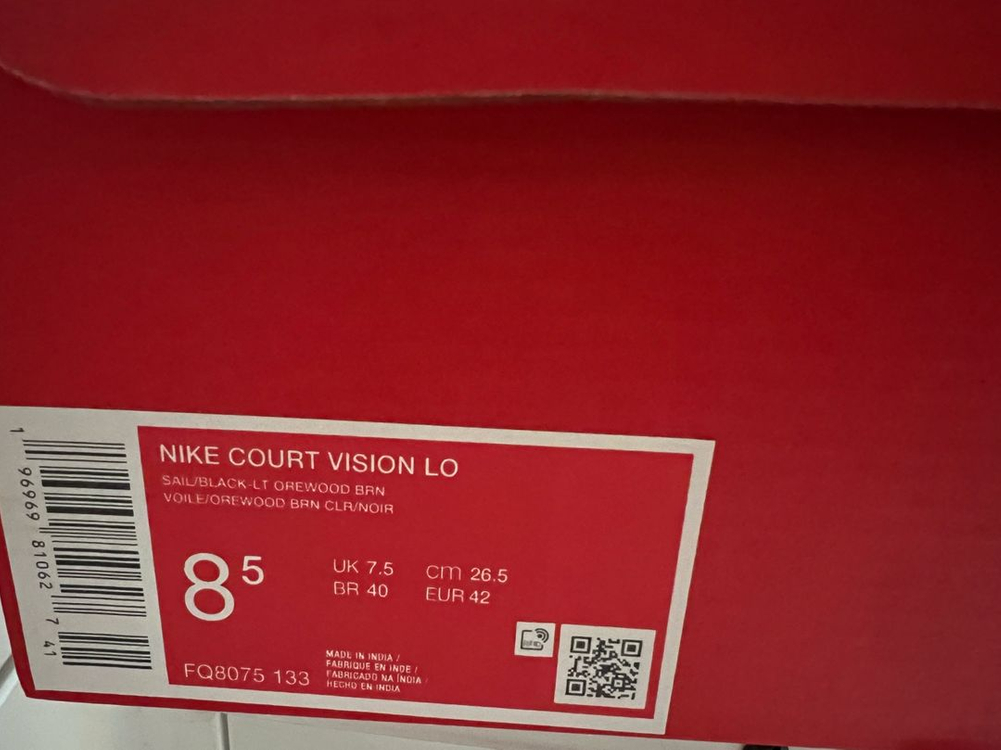 NIKE COURT VISION LO
SAIL/BLACK-LT OREWOOD BRN
VOILE/OREWOOD BRN CLR/NOIR
8 5
UK 7.5 cm 26.5
BR 40 EUR 42
FQ8075 133
MADE IN INDIA /
FABRIQUE EN INDE /
FABRICADO NA ÍNDIA /
HECHO EN INDIA
1 96969 81062 7 41